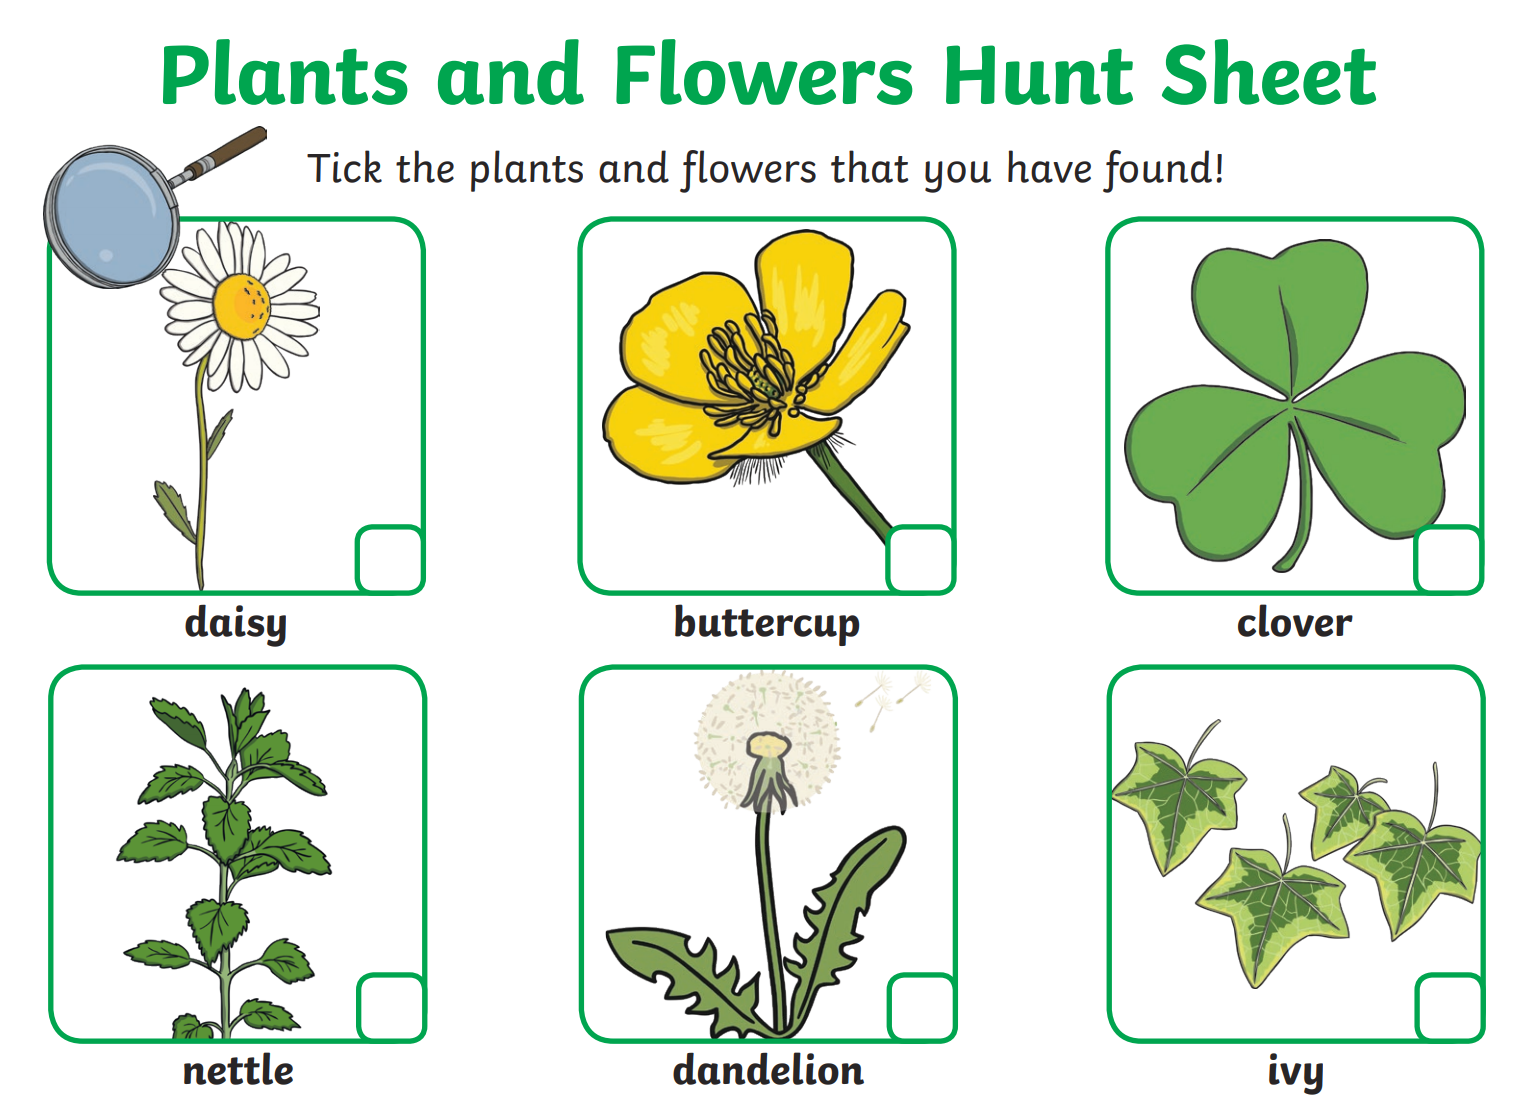 Plants and Flowers Hunt Sheet
Tick the plants and flowers that you have found!
daisy
buttercup
clover
nettle
dandelion
ivy